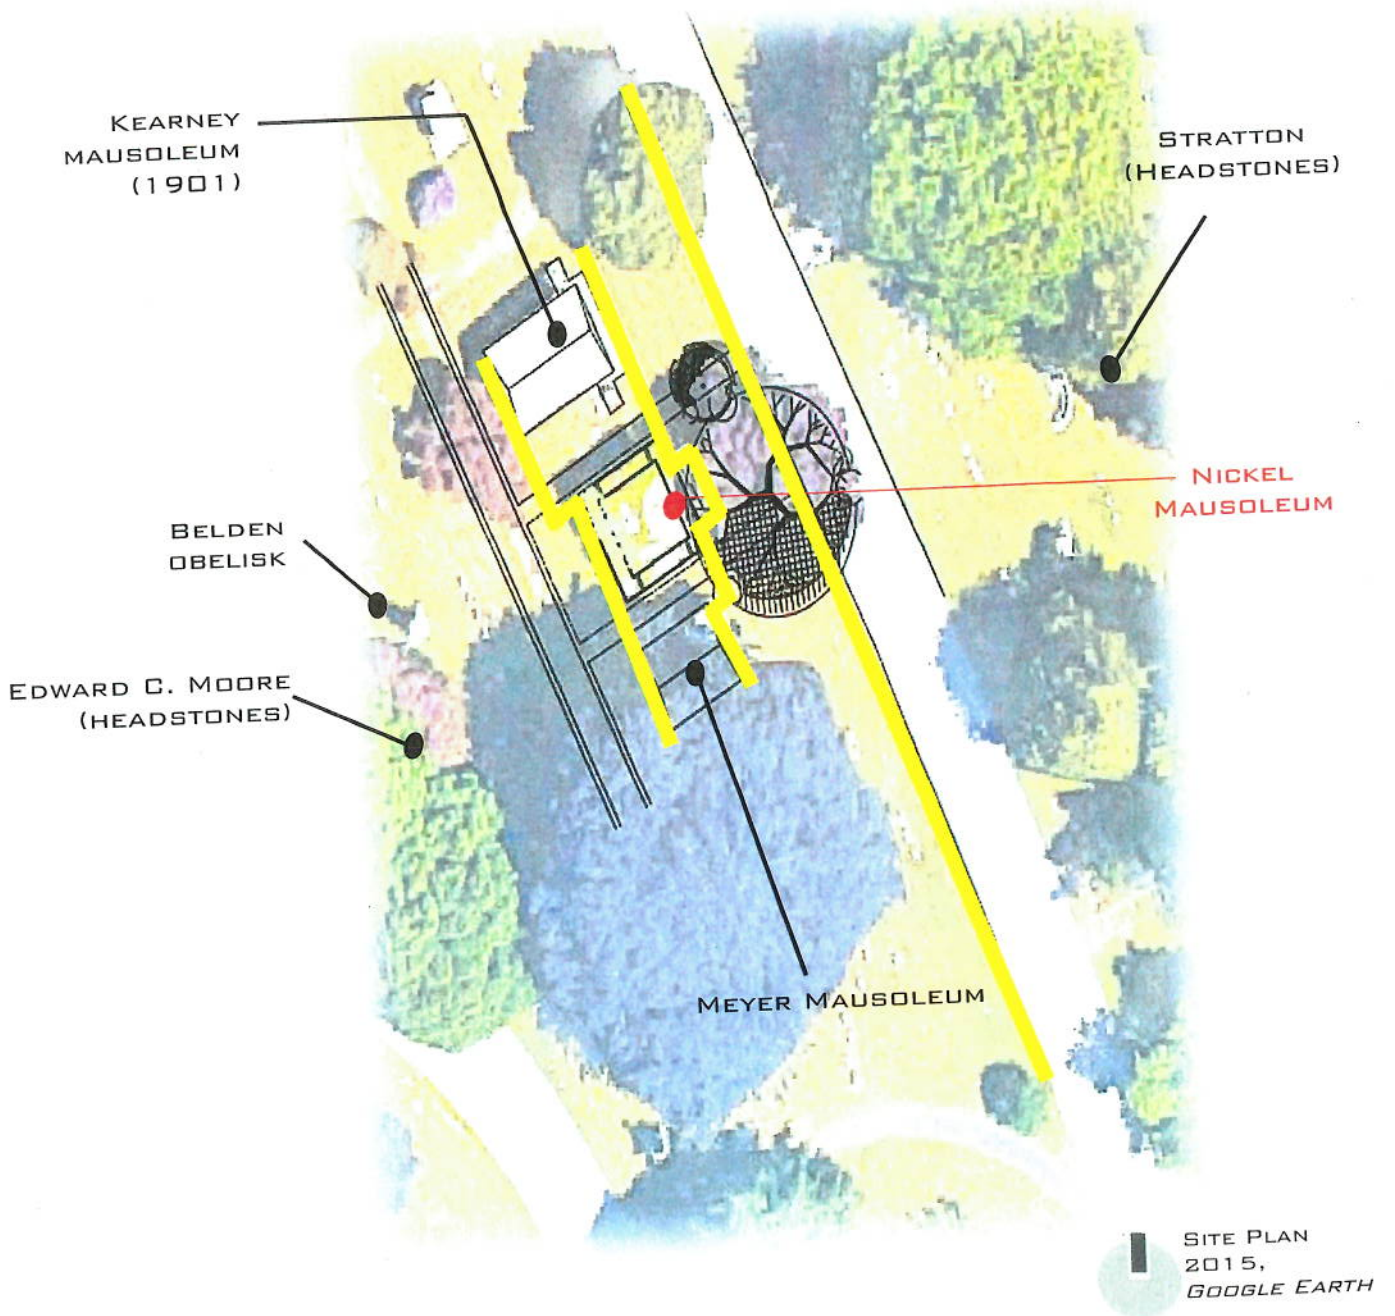 KEARNEY
MAUSOLEUM
(1901)
STRATTON
(HEADSTONES)
NICKEL
MAUSOLEUM
BELDEN
OBELISK
EDWARD C. MOORE
(HEADSTONES)
MEYER MAUSOLEUM
SITE PLAN
2015,
GOOGLE EARTH